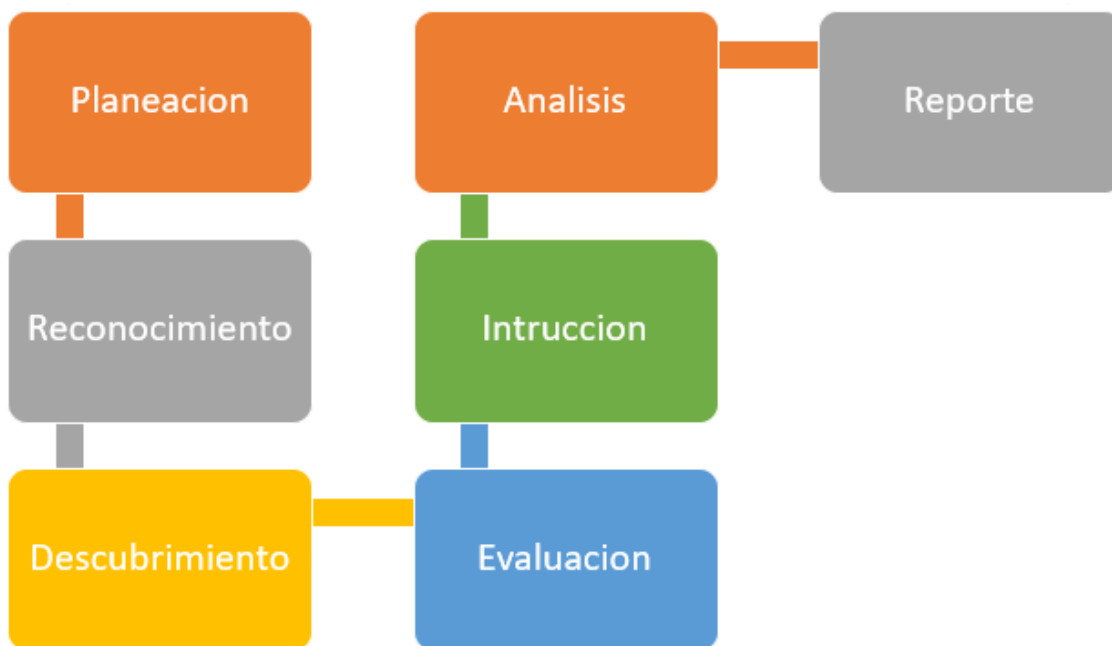 Planeacion
Reconocimiento
Descubrimiento
Evaluacion
Intruccion
Analisis
Reporte